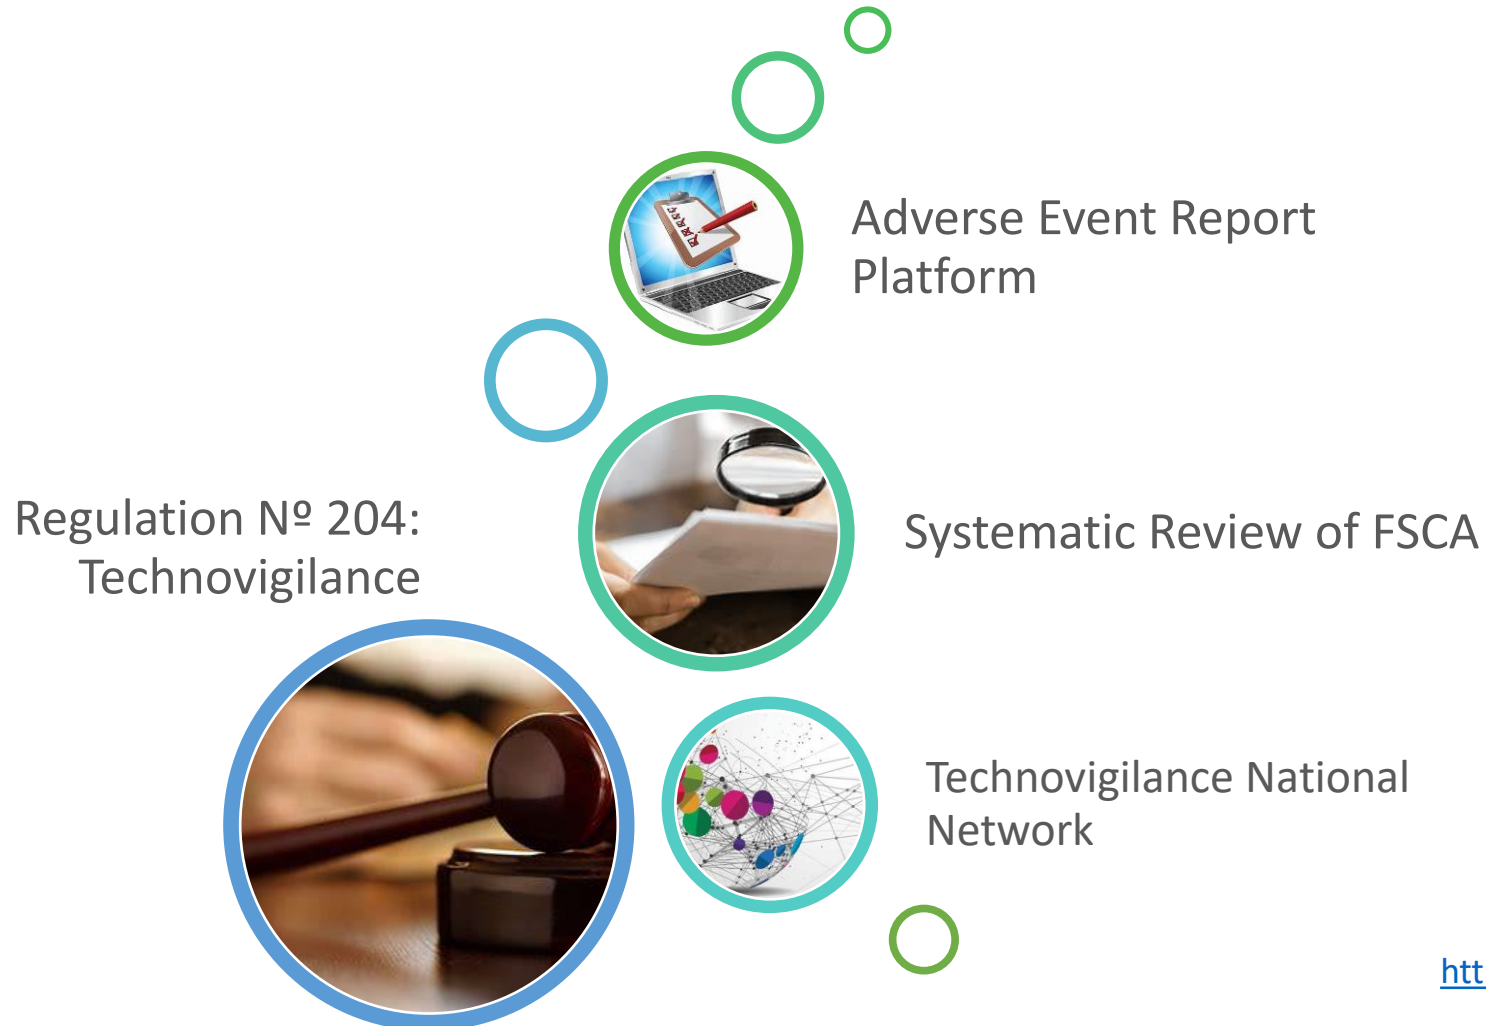 Adverse Event Report
Platform
Regulation Nº 204:
Technovigilance
Systematic Review of FSCA
Technovigilance National
Network
htt